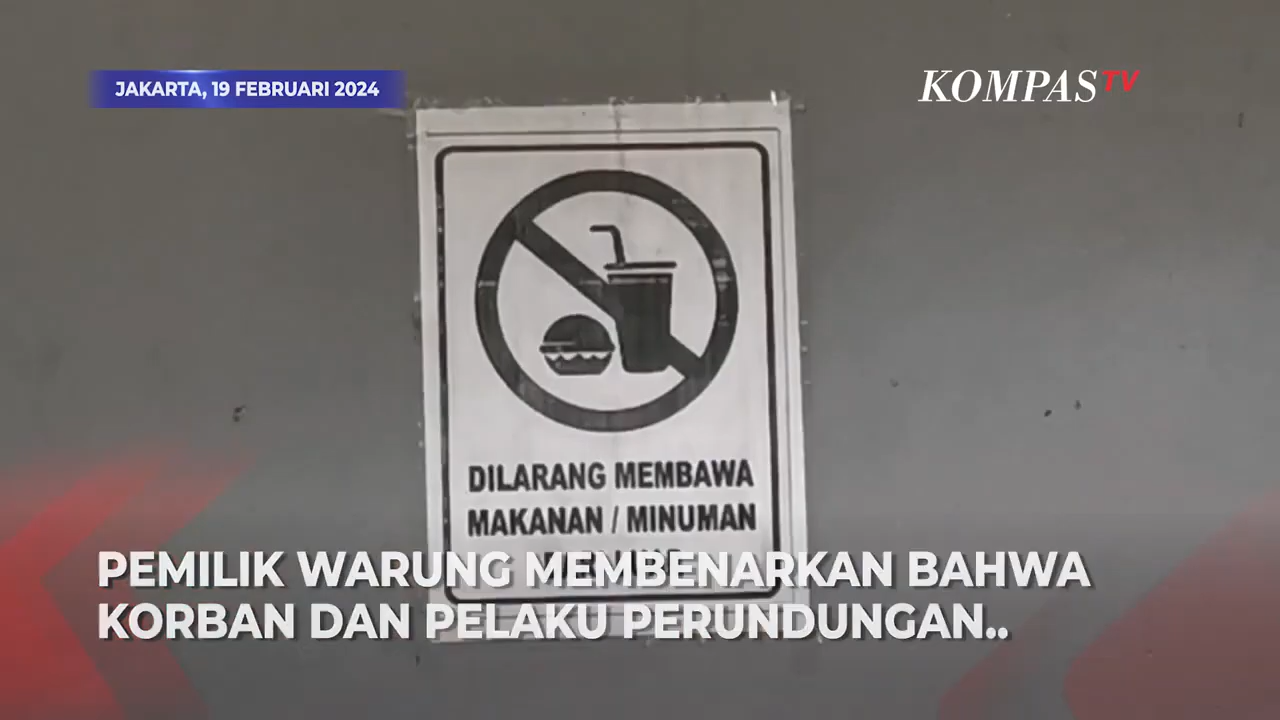 JAKARTA, 19 FEBRUARI 2024
KOMPASTV
DILARANG MEMBAWA
MAKANAN / MINUMAN
PEMILIK WARUNG MEMBENARKAN BAHWA
KORBAN DAN PELAKU PERUNDUNGAN..